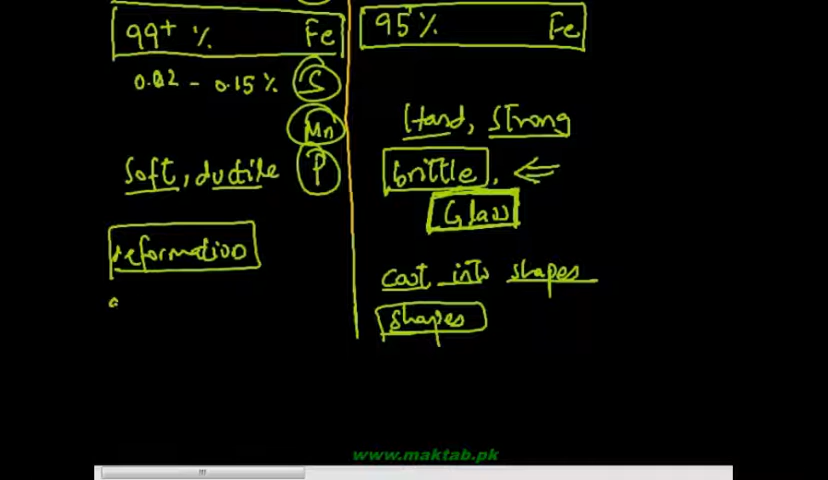 99+ % Fe
0.02 - 0.15 % S
Mn
Soft, ductile P
reformation
95 % Fe
Hard, Strong
brittle,
Glass
cast into shapes
shapes
www.maktab.pk